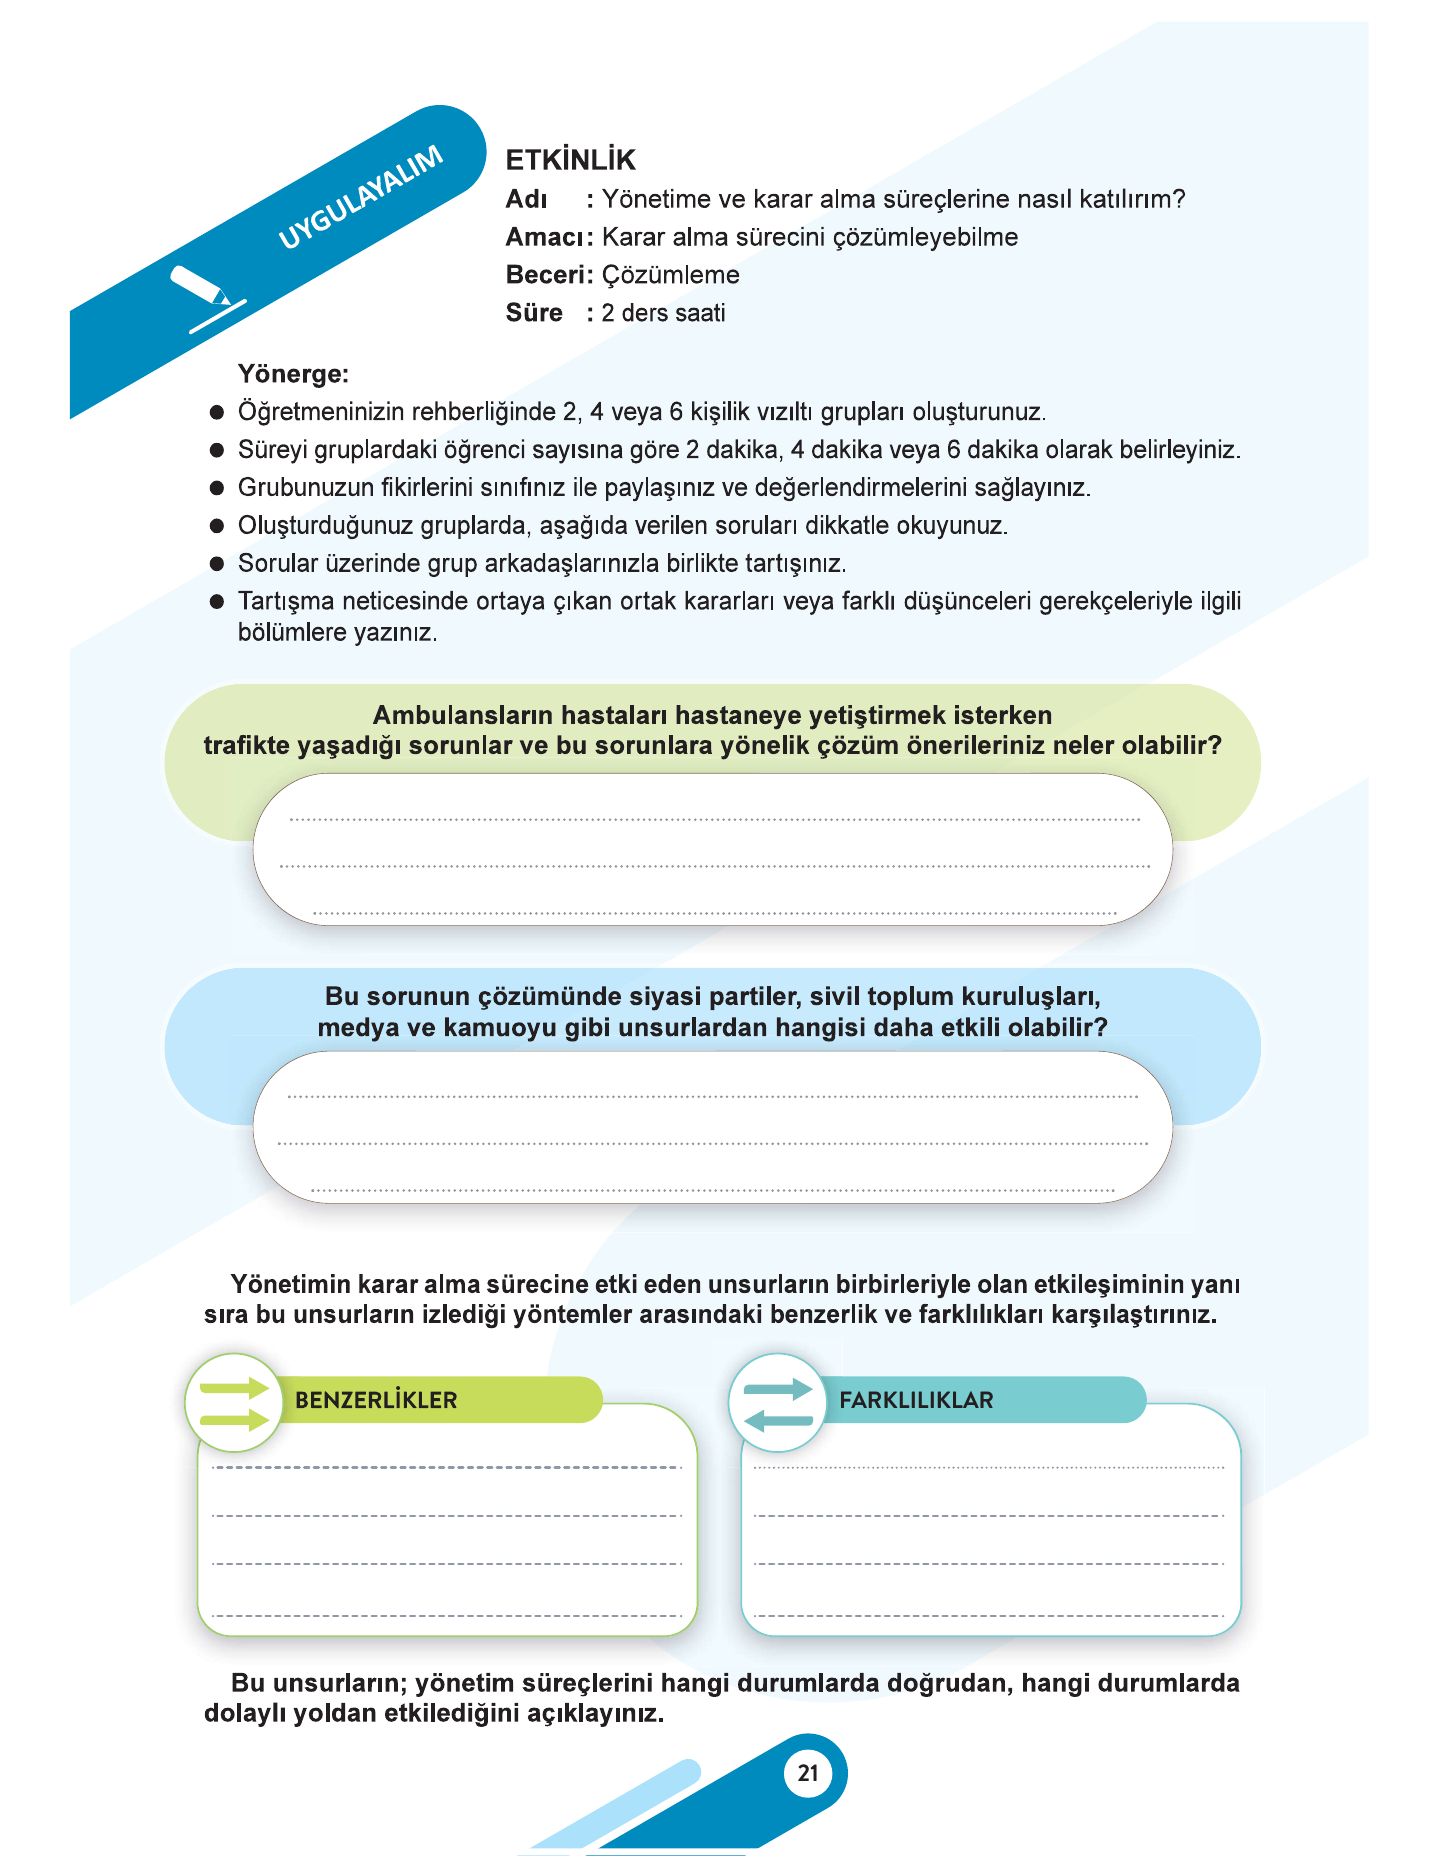 UYGULAYALIM
ETKİNLİK
Adı : Yönetime ve karar alma süreçlerine nasıl katılırım?
Amacı: Karar alma sürecini çözümleyebilme
Beceri: Çözümleme
Süre : 2 ders saati
Yönerge:
● Öğretmeninizin rehberliğinde 2, 4 veya 6 kişilik vızıltı grupları oluşturunuz.
● Süreyi gruplardaki öğrenci sayısına göre 2 dakika, 4 dakika veya 6 dakika olarak belirleyiniz.
● Grubunuzun fikirlerini sınıfınız ile paylaşınız ve değerlendirmelerini sağlayınız.
● Oluşturduğunuz gruplarda, aşağıda verilen soruları dikkatle okuyunuz.
● Sorular üzerinde grup arkadaşlarınızla birlikte tartışınız.
● Tartışma neticesinde ortaya çıkan ortak kararları veya farklı düşünceleri gerekçeleriyle ilgili
bölümlere yazınız.
Ambulansların hastaları hastaneye yetiştirmek isterken
trafikte yaşadığı sorunlar ve bu sorunlara yönelik çözüm önerileriniz neler olabilir?
Bu sorunun çözümünde siyasi partiler, sivil toplum kuruluşları,
medya ve kamuoyu gibi unsurlardan hangisi daha etkili olabilir?
Yönetimin karar alma sürecine etki eden unsurların birbirleriyle olan etkileşiminin yanı
sıra bu unsurların izlediği yöntemler arasındaki benzerlik ve farklılıkları karşılaştırınız.
BENZERLİKLER
FARKLILIKLAR
Bu unsurların; yönetim süreçlerini hangi durumlarda doğrudan, hangi durumlarda
dolaylı yoldan etkilediğini açıklayınız.
21